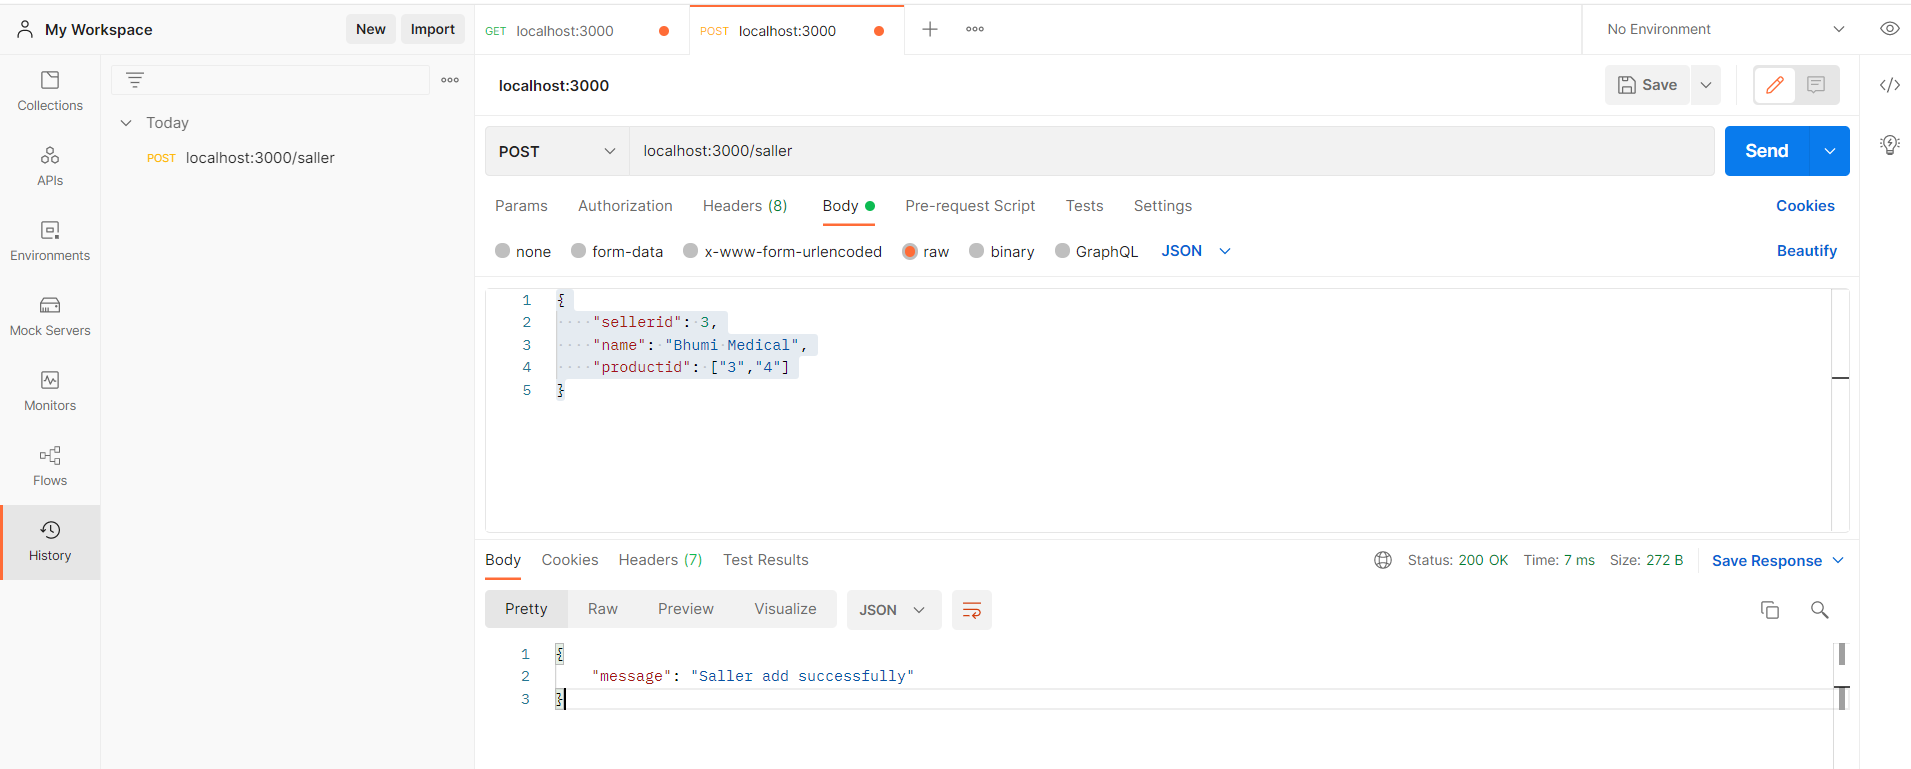 My Workspace
New
Import
GET localhost:3000
POST localhost:3000
No Environment
Collections
APIs
Environments
Mock Servers
Monitors
Flows
History
Today
POST localhost:3000/saller
localhost:3000
Save
POST
localhost:3000/saller
Send
Params Authorization Headers (8) Body Pre-request Script Tests Settings
Cookies
none form-data x-www-form-urlencoded raw binary GraphQL JSON
Beautify
1 {
2 "sellerid": 3,
3 "name": "Bhumi Medical",
4 "productid": ["3","4"]
5 }
Body Cookies Headers (7) Test Results
Status: 200 OK Time: 7 ms Size: 272 B Save Response
Pretty Raw Preview Visualize JSON
1 {
2 "message": "Saller add successfully"
3 }